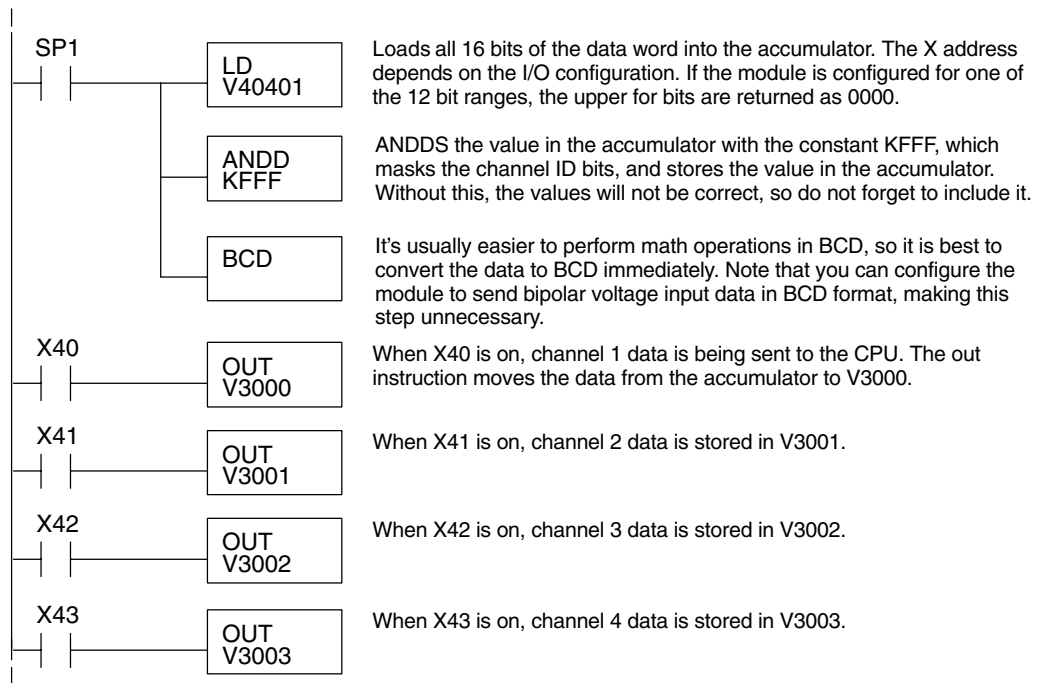 SP1
LD
V40401
Loads all 16 bits of the data word into the accumulator. The X address
depends on the I/O configuration. If the module is configured for one of
the 12 bit ranges, the upper for bits are returned as 0000.
ANDD
KFFF
ANDDS the value in the accumulator with the constant KFFF, which
masks the channel ID bits, and stores the value in the accumulator.
Without this, the values will not be correct, so do not forget to include it.
BCD
It's usually easier to perform math operations in BCD, so it is best to
convert the data to BCD immediately. Note that you can configure the
module to send bipolar voltage input data in BCD format, making this
step unnecessary.
X40
OUT
V3000
When X40 is on, channel 1 data is being sent to the CPU. The out
instruction moves the data from the accumulator to V3000.
X41
OUT
V3001
When X41 is on, channel 2 data is stored in V3001.
X42
OUT
V3002
When X42 is on, channel 3 data is stored in V3002.
X43
OUT
V3003
When X43 is on, channel 4 data is stored in V3003.